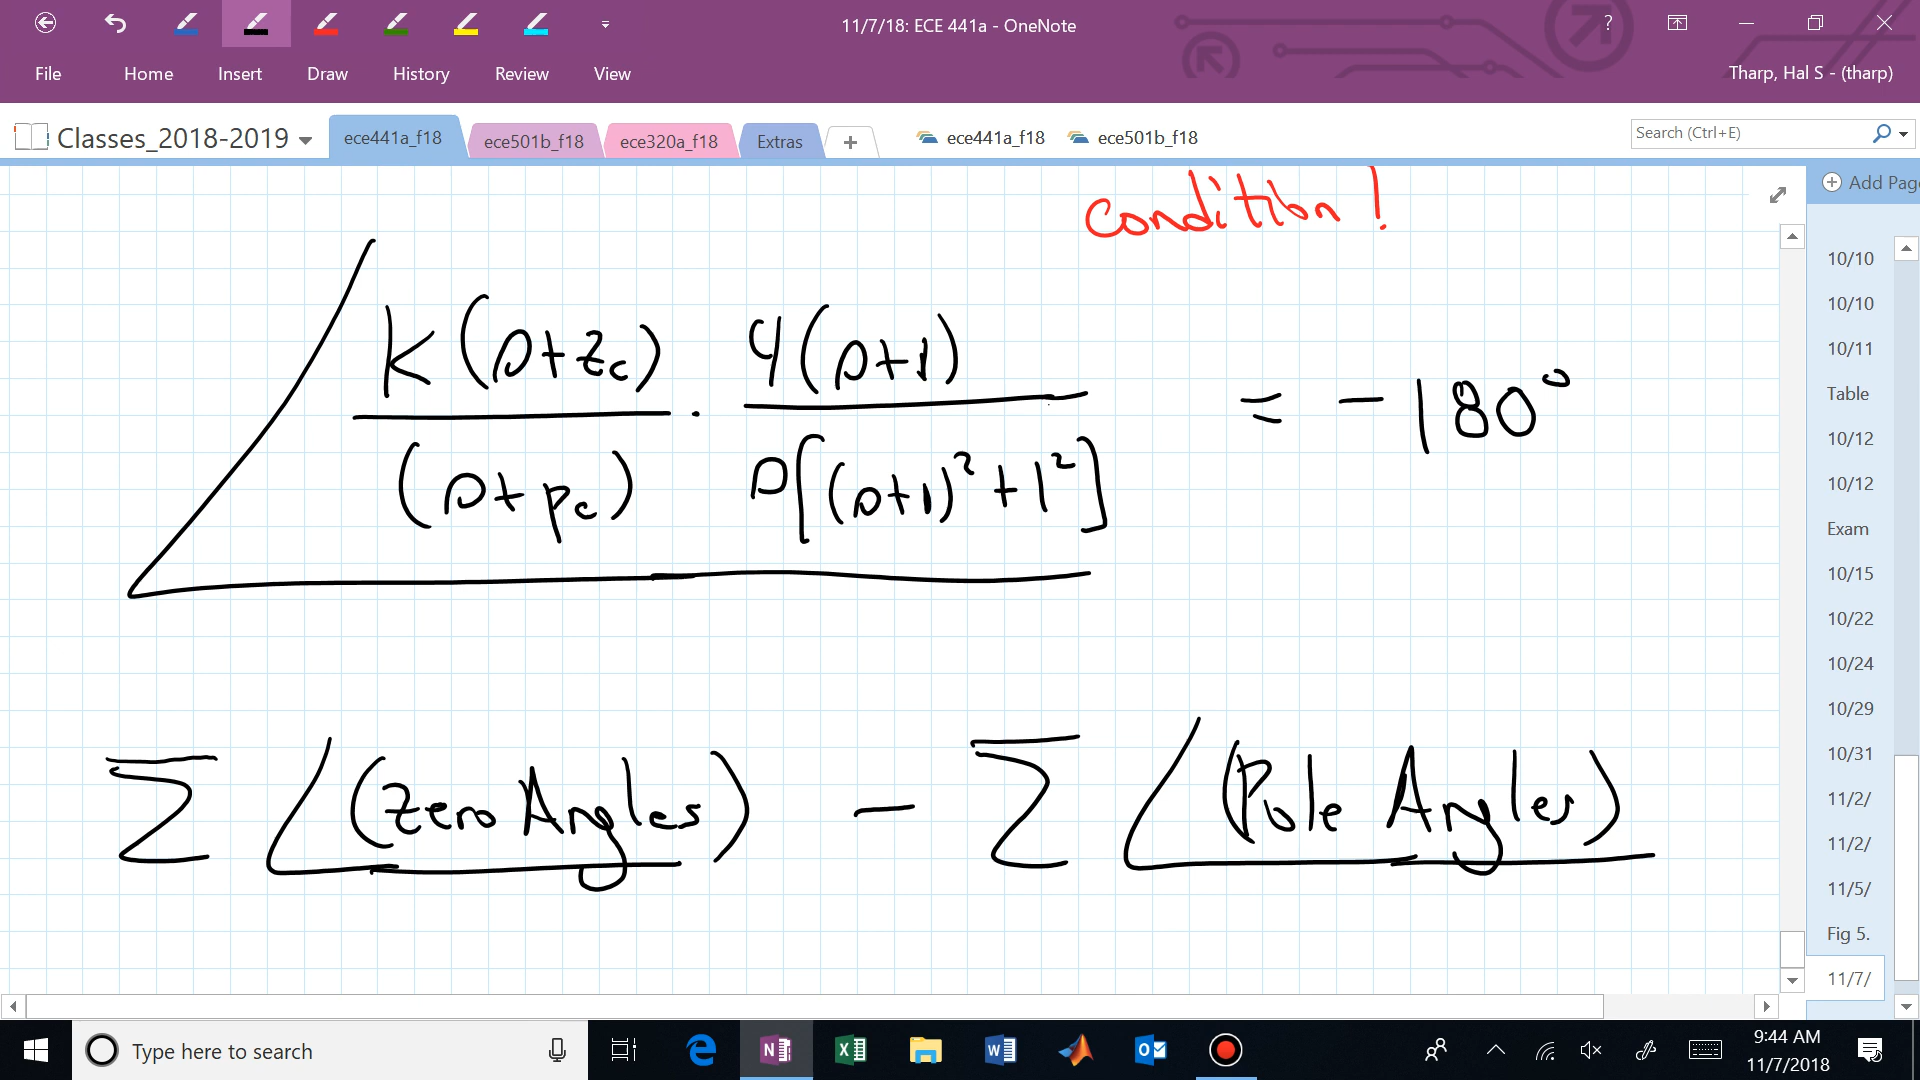 11/7/18: ECE 441a - OneNote
?
File Home Insert Draw History Review View
Tharp, Hal S - (tharp)
Classes_2018-2019
ece441a_f18 ece501b_f18 ece320a_f18 Extras + ece441a_f18 ece501b_f18
Search (Ctrl+E)
Add Page
condition!
K(s+zc) / (s+pc) · 4(s+1) / s[(s+1)²+1²] = -180°
Σ ∠(Zero Angles) - Σ ∠(Pole Angles)
10/10
10/10
10/11
Table
10/12
10/12
Exam
10/15
10/22
10/24
10/29
10/31
11/2/
11/2/
11/5/
Fig 5.
11/7/
Type here to search
9:44 AM
11/7/2018